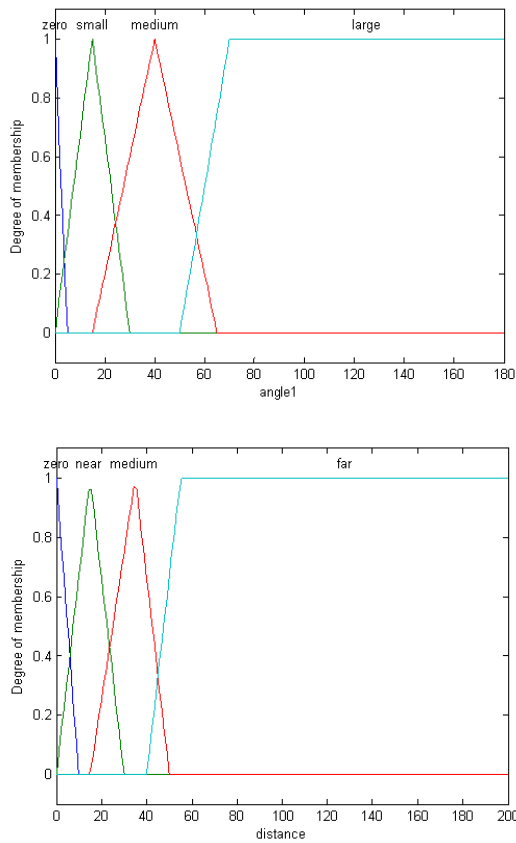 zero small medium large
1
0.8
0.6
0.4
0.2
0
Degree of membership
0 20 40 60 80 100 120 140 160 180
angle1
zero near medium far
1
0.8
0.6
0.4
0.2
0
Degree of membership
0 20 40 60 80 100 120 140 160 180 200
distance